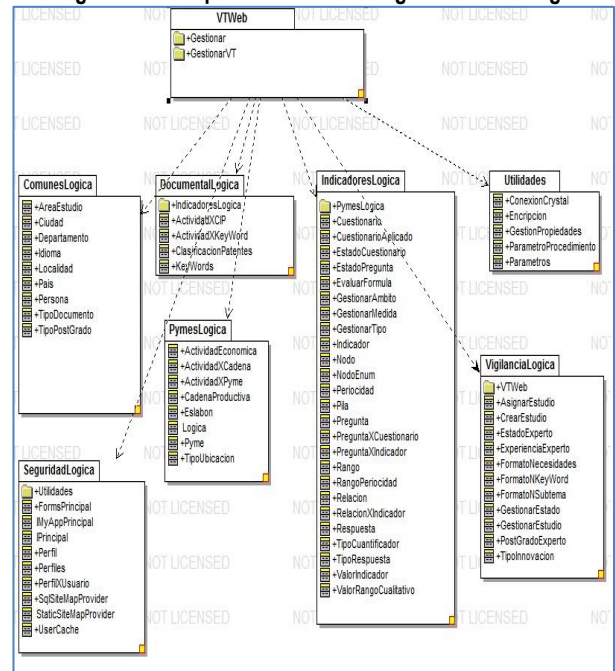 VTWeb
+Gestionar
+GestionarVT
ComunesLogica
+AreaEstudio
+Ciudad
+Departamento
+Idioma
+Localidad
+Pais
+Persona
+TipoDocumento
+TipoPostGrado
DocumentalLogica
+IndicadoresLogica
+ActividadXCIP
+ActividadXKeyWord
+ClasificacionPatentes
+KeyWords
IndicadoresLogica
+PymesLogica
+Cuestionario
+CuestionarioAplicado
+EstadoCuestionario
+EstadoPregunta
+EvaluarFormula
+GestionarAmbito
+GestionarMedida
+GestionarTipo
+Indicador
+Nodo
+NodoEnum
+Periocidad
+Pila
+Pregunta
+PreguntaXCuestionario
+PreguntaXIndicador
+Rango
+RangoPeriocidad
+Relacion
+RelacionXIndicador
+Respuesta
+TipoCuantificador
+TipoRespuesta
+ValorIndicador
+ValorRangoCualitativo
Utilidades
+ConexionCrystal
+Encripcion
+GestionPropiedades
+ParametroProcedimiento
+Parametros
PymesLogica
+ActividadEconomica
+ActividadXCadena
+ActividadXPyme
+CadenaProductiva
+Eslabon
Logica
+Pyme
+TipoUbicacion
VigilanciaLogica
+VTWeb
+AsignarEstudio
+CrearEstudio
+EstadoExperto
+ExperienciaExperto
+FormatoNecesidades
+FormatoNKeyWord
+FormatoNSubtema
+GestionarEstado
+GestionarEstudio
+PostGradoExperto
+TipoInnovacion
SeguridadLogica
+Utilidades
+FormsPrincipal
IMyAppPrincipal
IPrincipal
+Perfil
+Perfiles
+PerfilXUsuario
+SqlSiteMapProvider
StaticSiteMapProvider
+UserCache
NOT LICENSED